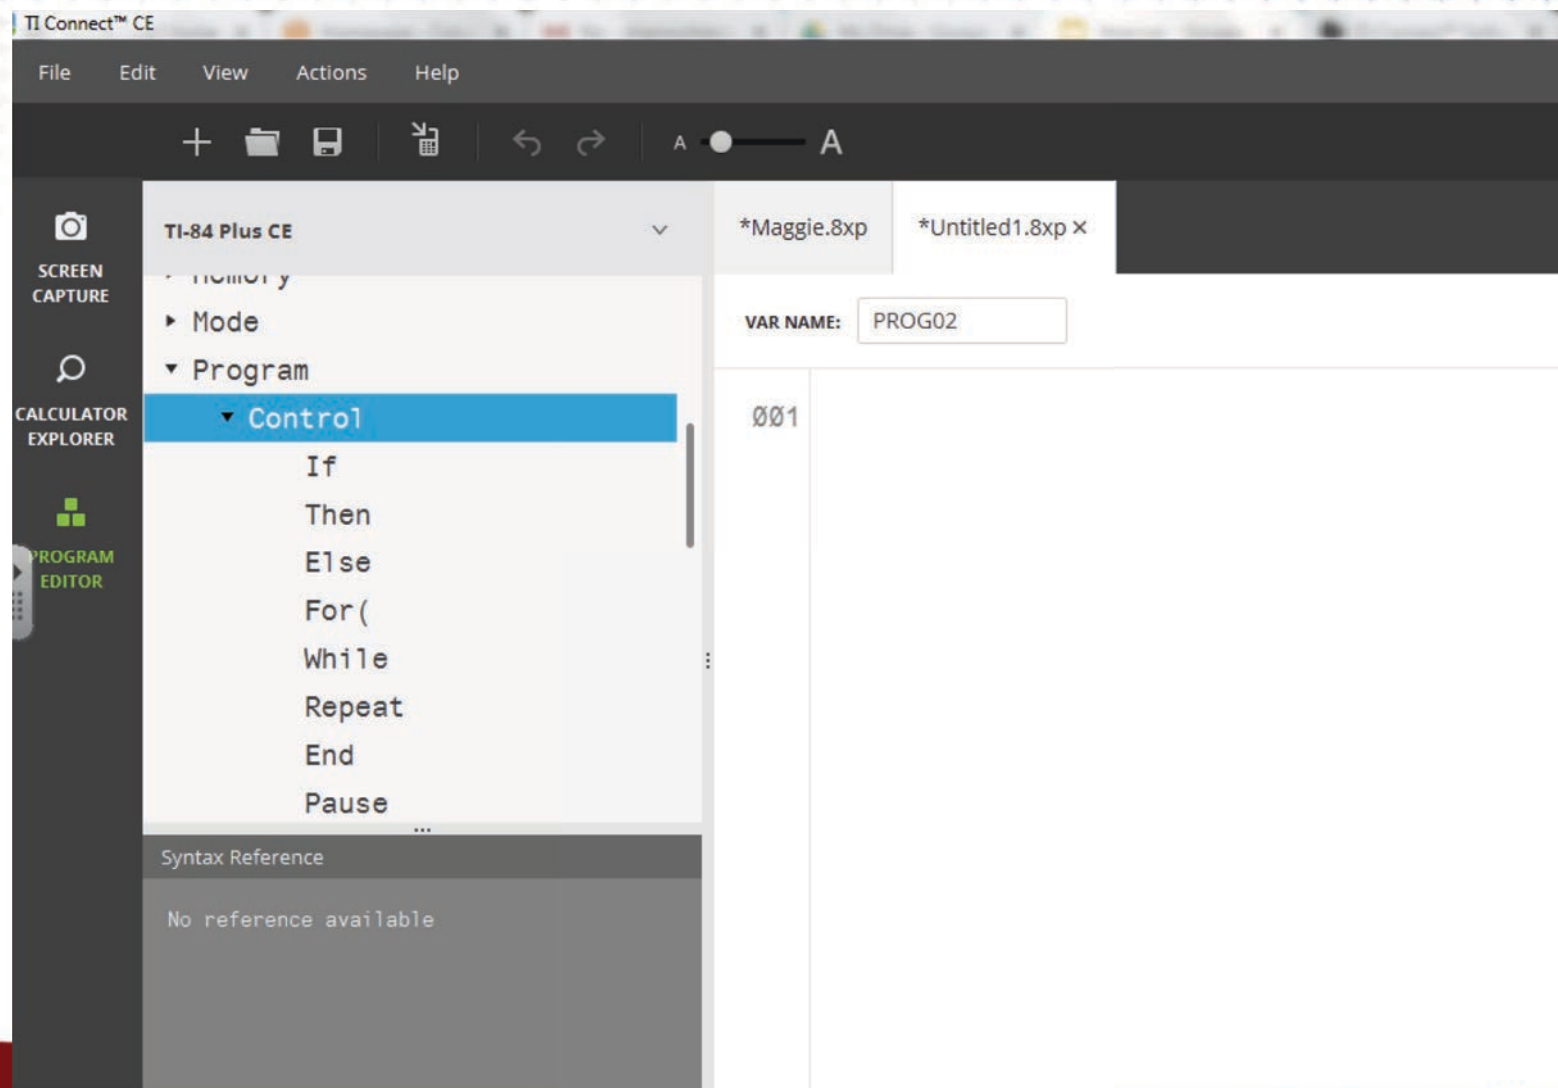 TI Connect™ CE
File Edit View Actions Help
A A
SCREEN
CAPTURE
CALCULATOR
EXPLORER
PROGRAM
EDITOR
TI-84 Plus CE
Memory
Mode
Program
Control
If
Then
Else
For(
While
Repeat
End
Pause
Syntax Reference
No reference available
*Maggie.8xp *Untitled1.8xp ×
VAR NAME: PROG02
001